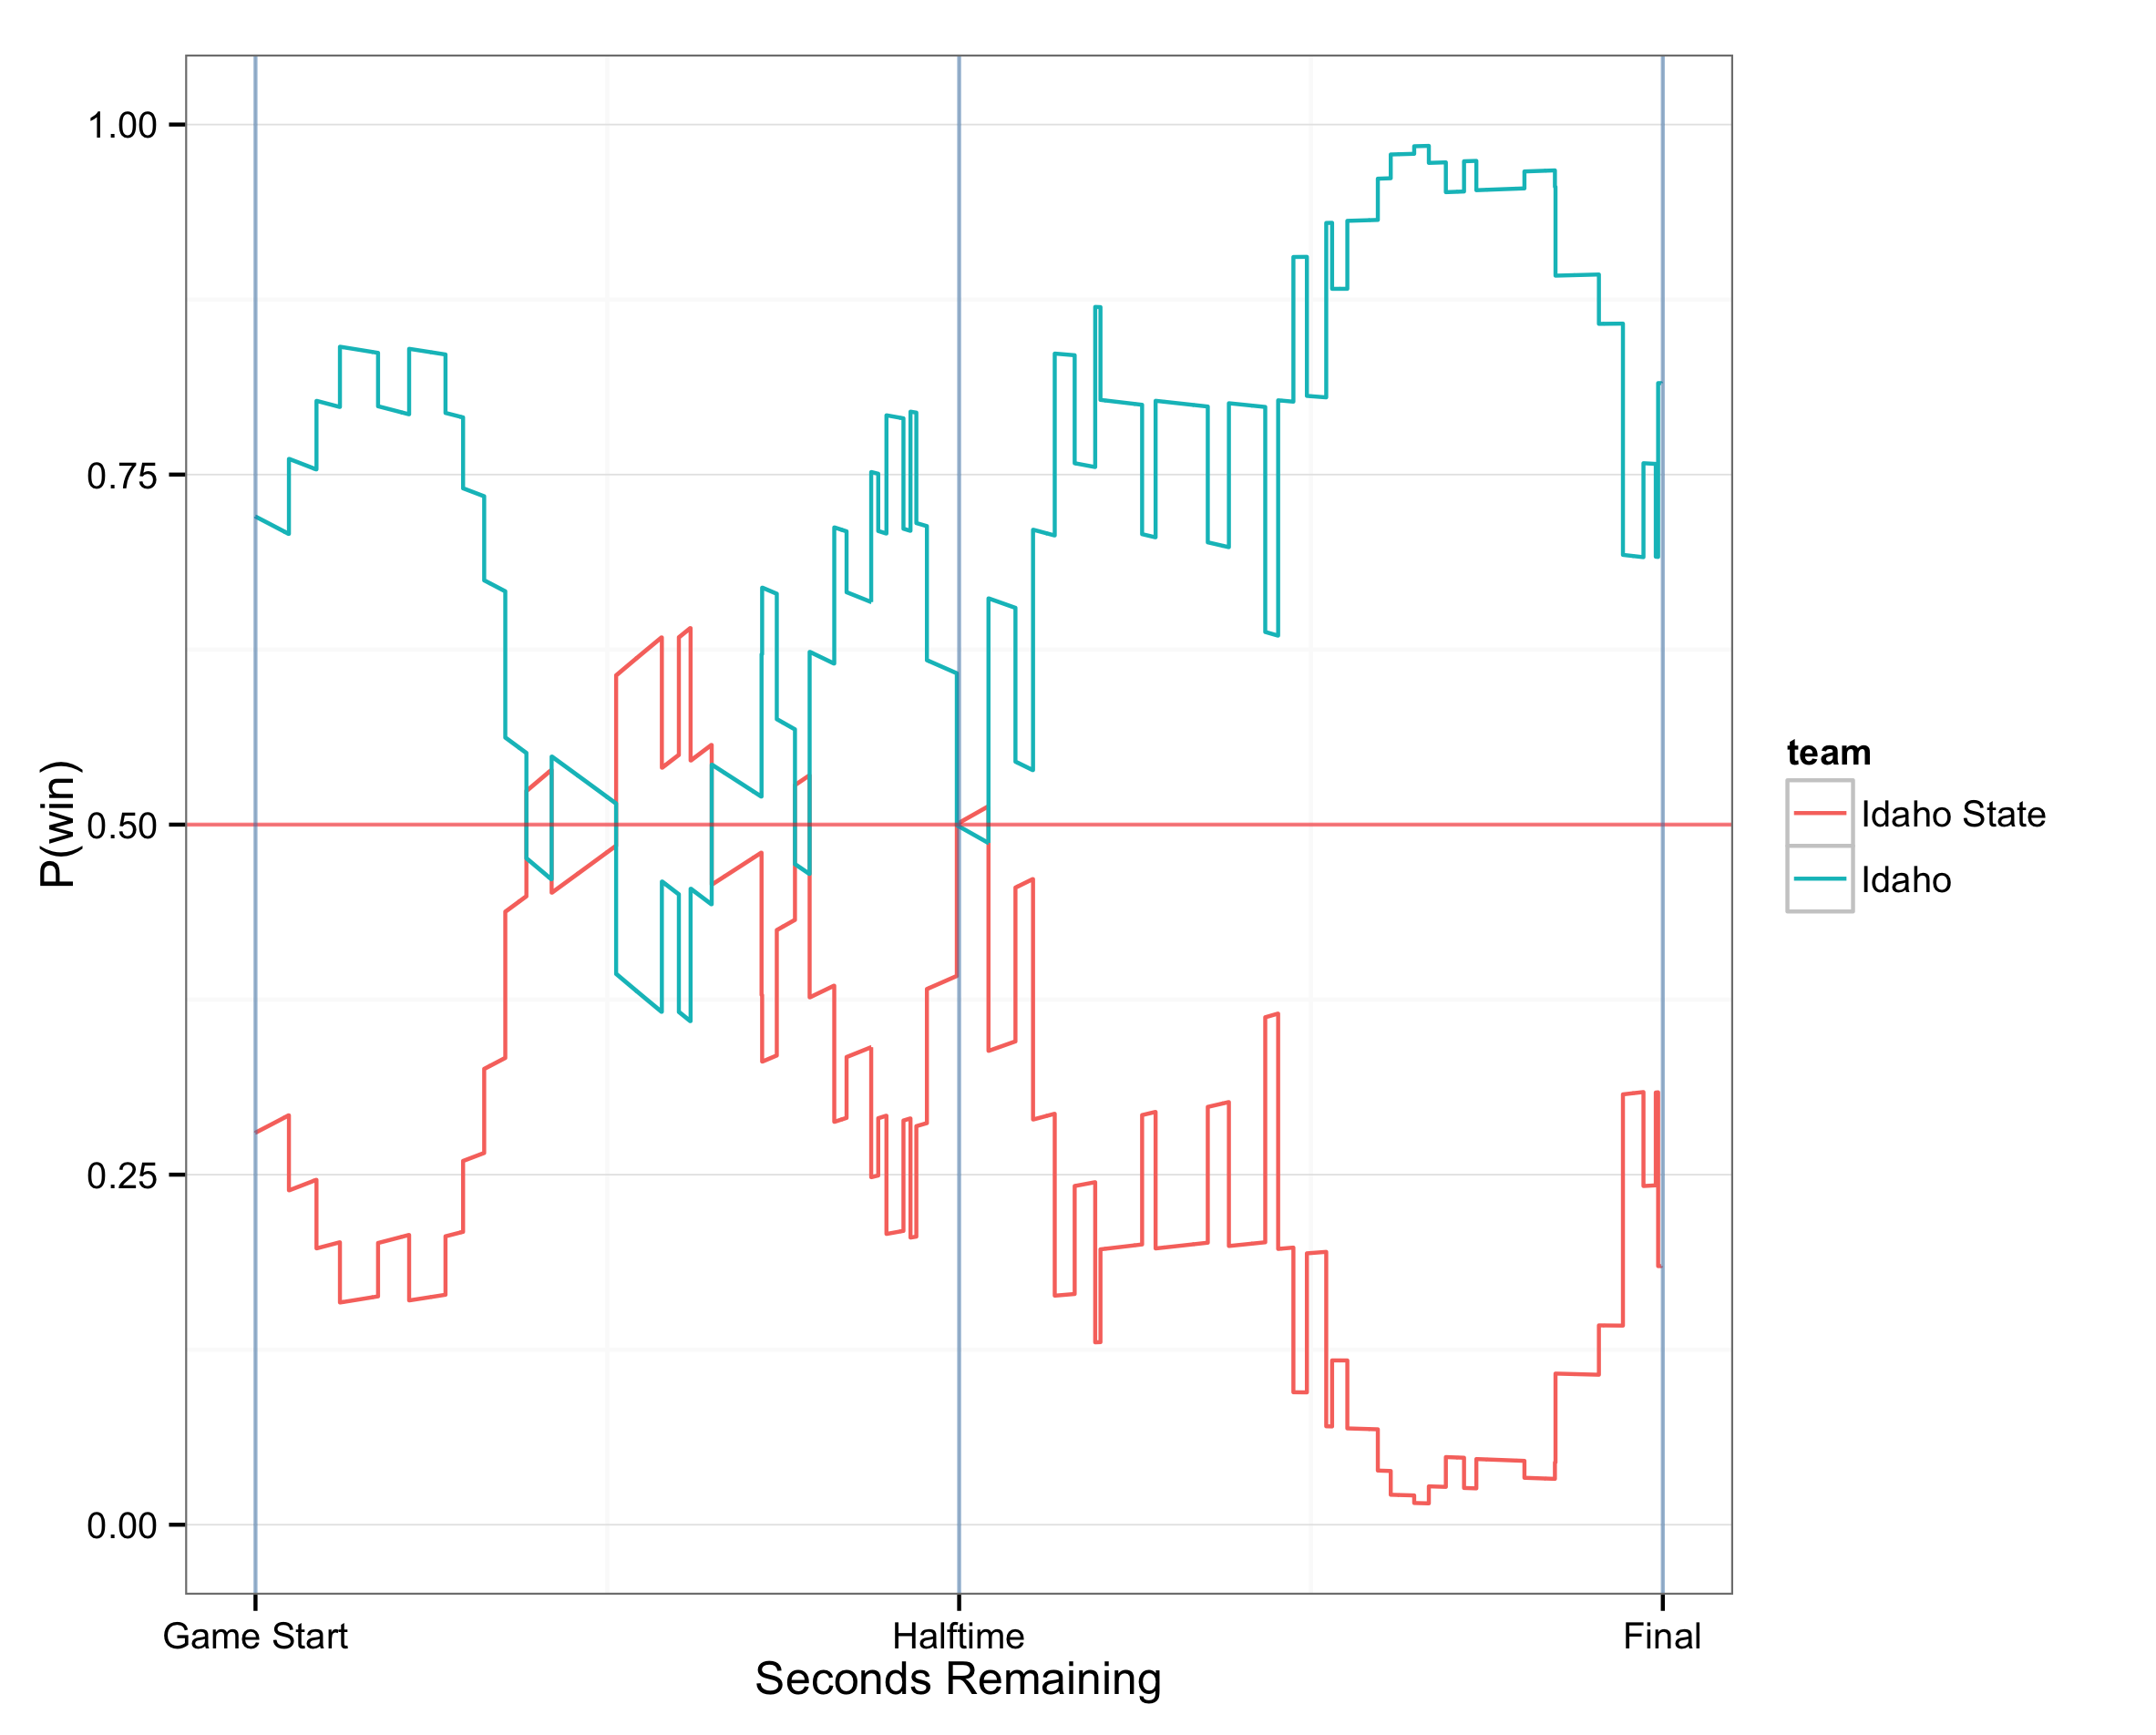 1.00
0.75
0.50
0.25
0.00
P(win)
Game Start
Halftime
Final
Seconds Remaining
team
Idaho State
Idaho